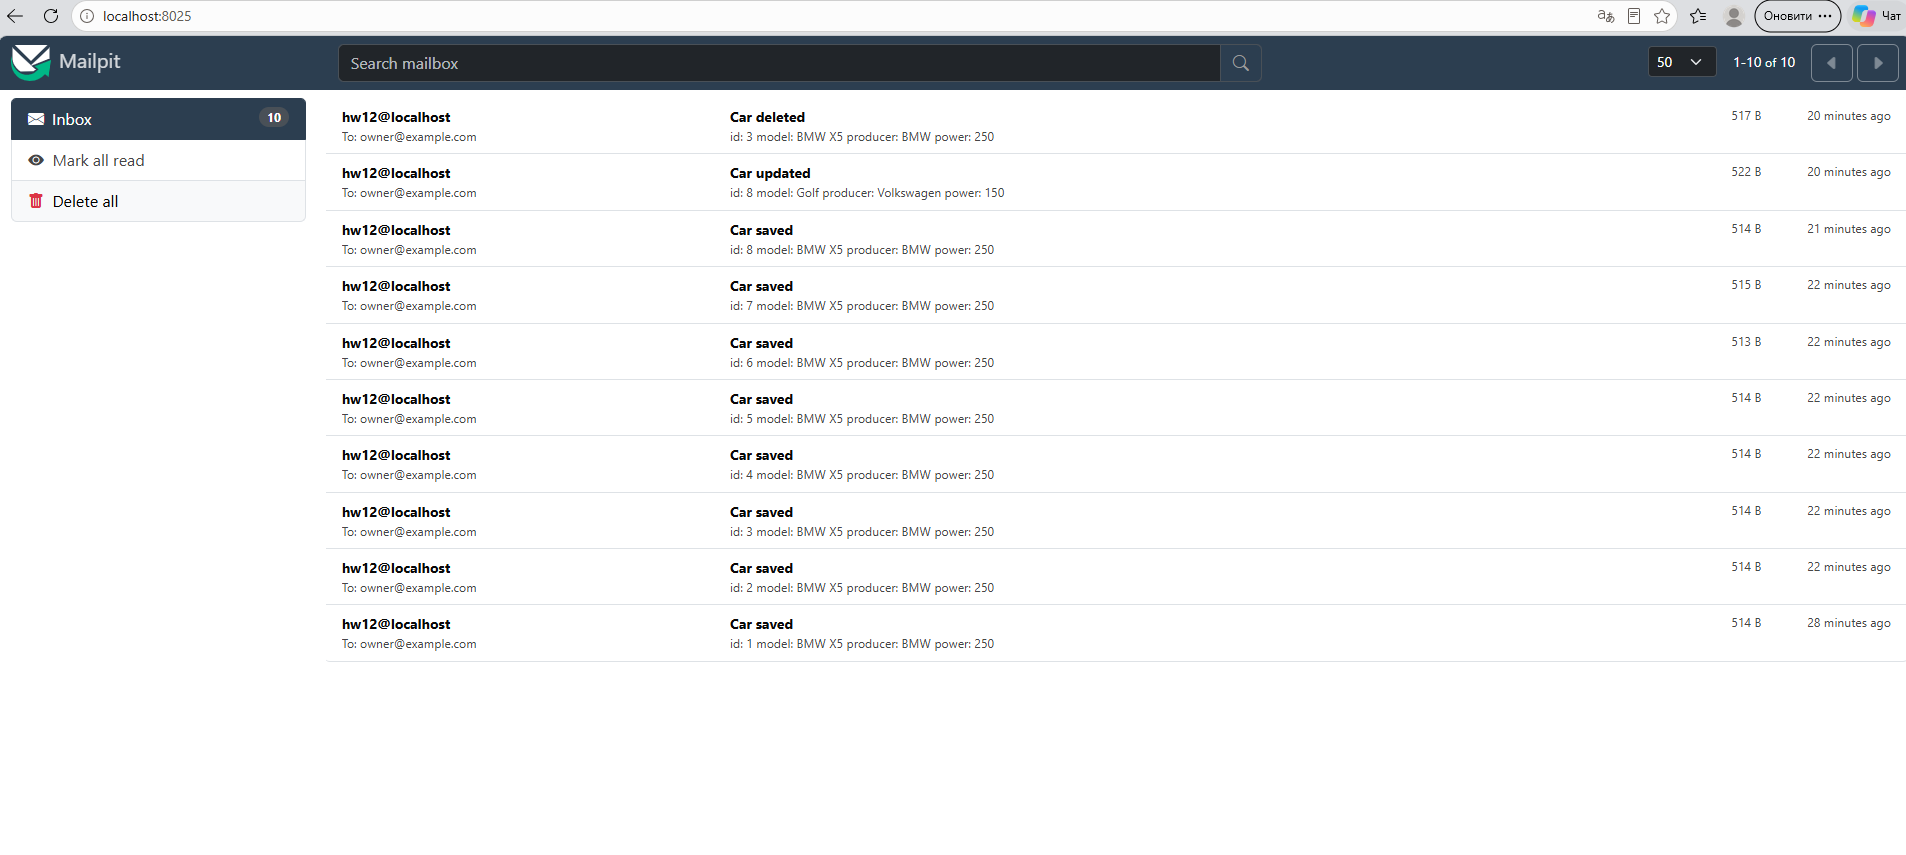 localhost:8025
Оновити
Чат
Mailpit
Search mailbox
50
1-10 of 10
Inbox 10
Mark all read
Delete all
hw12@localhost Car deleted 517 B 20 minutes ago
To: owner@example.com id: 3 model: BMW X5 producer: BMW power: 250
hw12@localhost Car updated 522 B 20 minutes ago
To: owner@example.com id: 8 model: Golf producer: Volkswagen power: 150
hw12@localhost Car saved 514 B 21 minutes ago
To: owner@example.com id: 8 model: BMW X5 producer: BMW power: 250
hw12@localhost Car saved 515 B 22 minutes ago
To: owner@example.com id: 7 model: BMW X5 producer: BMW power: 250
hw12@localhost Car saved 513 B 22 minutes ago
To: owner@example.com id: 6 model: BMW X5 producer: BMW power: 250
hw12@localhost Car saved 514 B 22 minutes ago
To: owner@example.com id: 5 model: BMW X5 producer: BMW power: 250
hw12@localhost Car saved 514 B 22 minutes ago
To: owner@example.com id: 4 model: BMW X5 producer: BMW power: 250
hw12@localhost Car saved 514 B 22 minutes ago
To: owner@example.com id: 3 model: BMW X5 producer: BMW power: 250
hw12@localhost Car saved 514 B 22 minutes ago
To: owner@example.com id: 2 model: BMW X5 producer: BMW power: 250
hw12@localhost Car saved 514 B 28 minutes ago
To: owner@example.com id: 1 model: BMW X5 producer: BMW power: 250